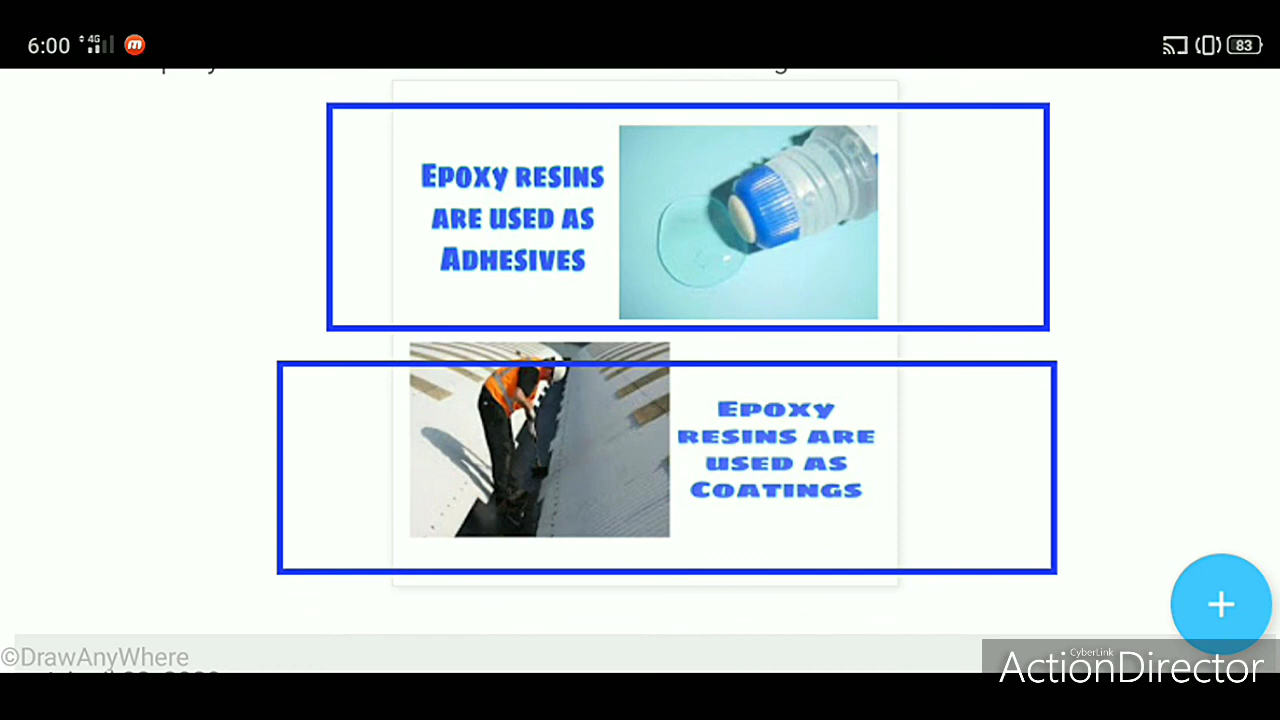 6:00 4G 83
Epoxy resins
are used as
Adhesives
Epoxy
resins are
used as
Coatings
©DrawAnyWhere
CyberLink
ActionDirector